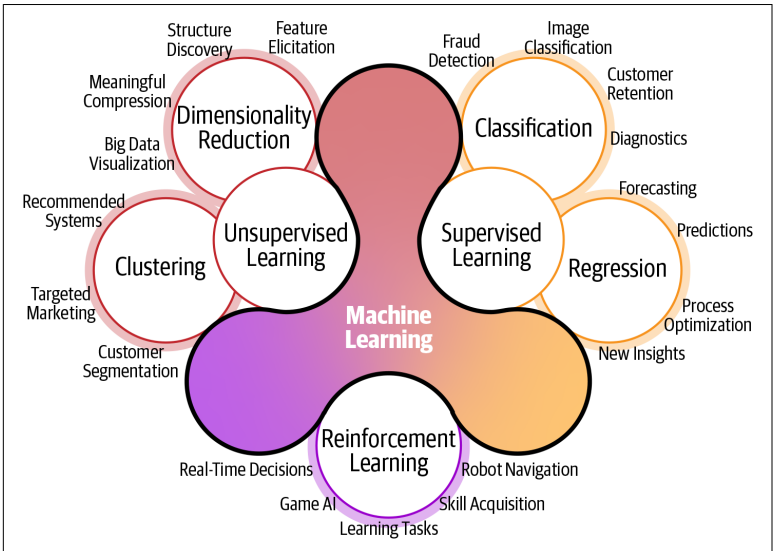 Structure
Discovery
Feature
Elicitation
Meaningful
Compression
Dimensionality
Reduction
Big Data
Visualization
Recommended
Systems
Unsupervised
Learning
Clustering
Targeted
Marketing
Customer
Segmentation
Fraud
Detection
Image
Classification
Customer
Retention
Classification
Diagnostics
Forecasting
Supervised
Learning
Predictions
Regression
Process
Optimization
New Insights
Machine
Learning
Reinforcement
Learning
Real-Time Decisions
Robot Navigation
Game AI
Skill Acquisition
Learning Tasks